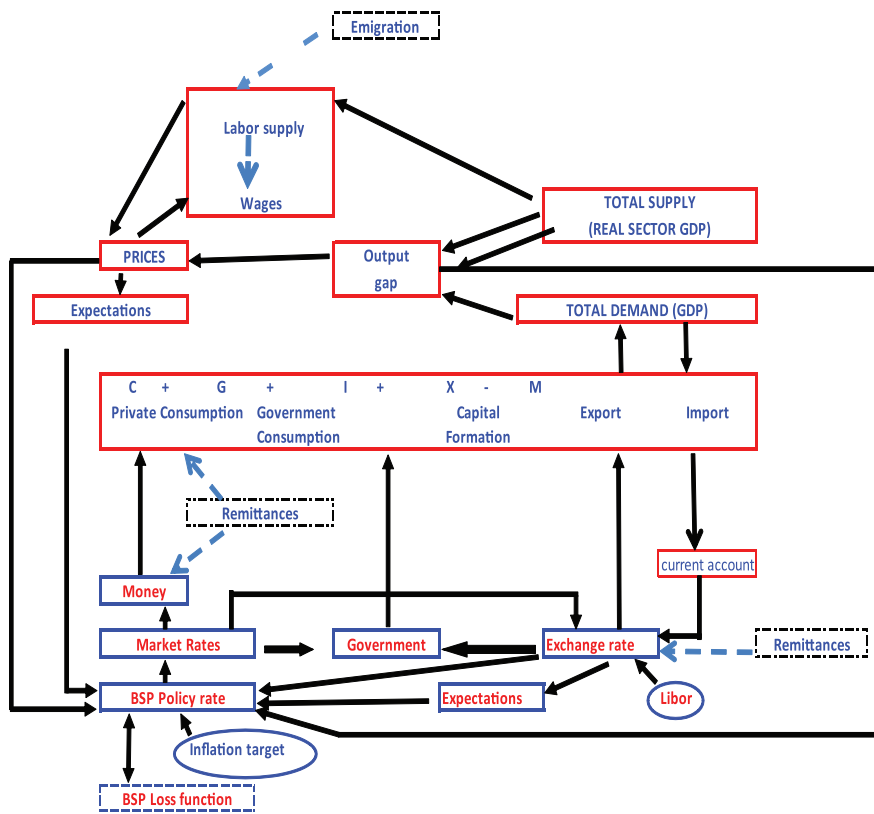 Emigration
Labor supply
Wages
TOTAL SUPPLY
(REAL SECTOR GDP)
PRICES
Output
gap
Expectations
TOTAL DEMAND (GDP)
C + G + I + X - M
Private Consumption Government Capital Export Import
Consumption Formation
Remittances
current account
Money
Market Rates Government Exchange rate Remittances
BSP Policy rate Expectations Libor
Inflation target
BSP Loss function